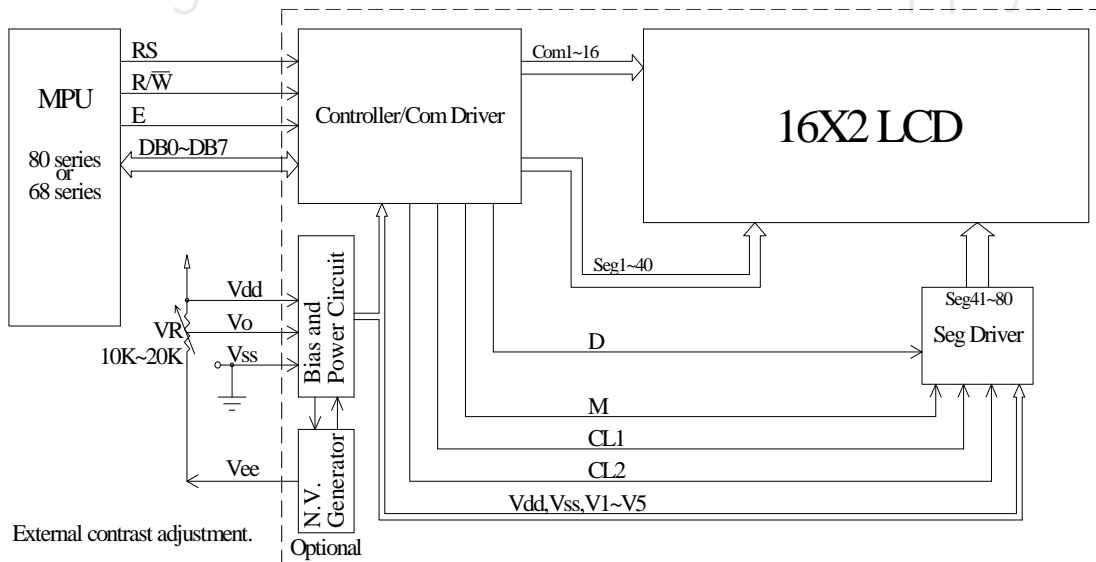 RS
R/W̅
E
DB0~DB7
MPU
80 series
or
68 series
Controller/Com Driver
Com1~16
16X2 LCD
Seg1~40
Seg41~80
Seg Driver
Vdd
Vo
Vss
VR
10K~20K
Bias and
Power Circuit
D
M
CL1
CL2
Vdd,Vss,V1~V5
Vee
N.V.
Generator
Optional
External contrast adjustment.